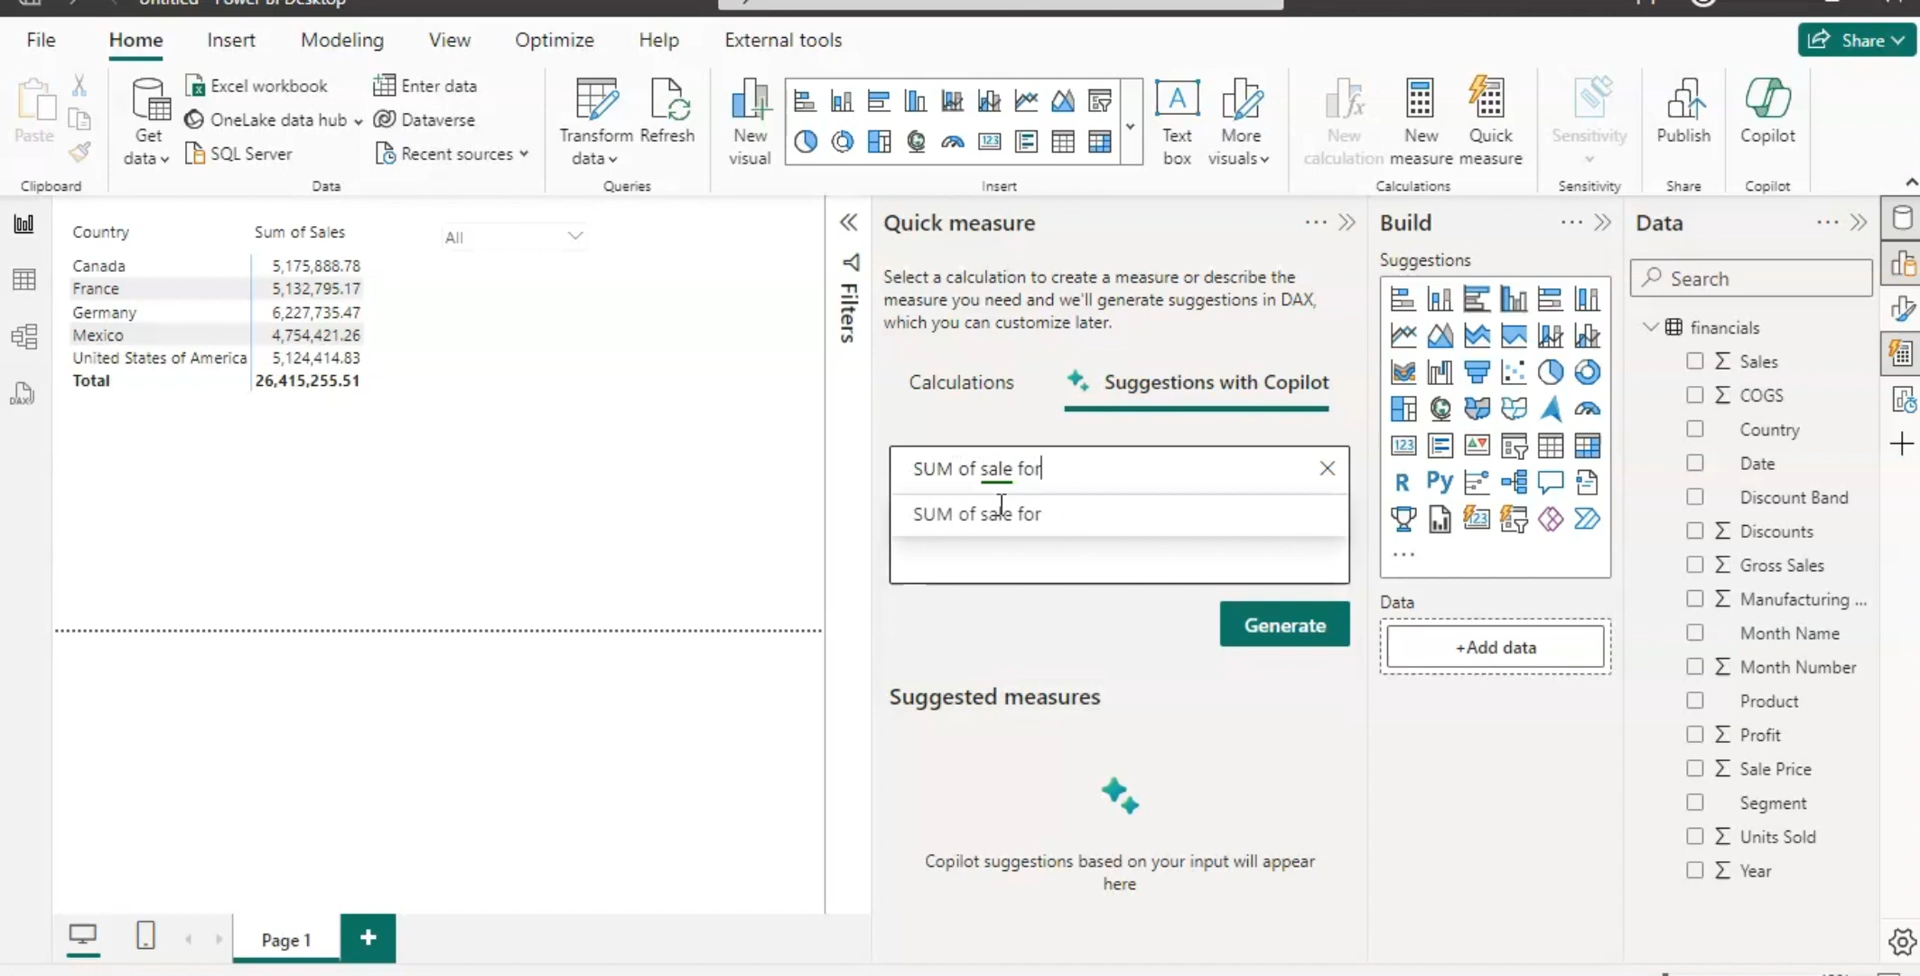 Untitled - Power BI Desktop
File
Home
Insert
Modeling
View
Optimize
Help
External tools
Share
Paste
Clipboard
Get
data
Excel workbook
OneLake data hub
SQL Server
Enter data
Dataverse
Recent sources
Data
Transform
data
Refresh
Queries
New
visual
Insert
Text
box
More
visuals
New
calculation
New
measure
Quick
measure
Calculations
Sensitivity
Sensitivity
Publish
Share
Copilot
Copilot
Country Sum of Sales
Canada 5,175,888.78
France 5,132,795.17
Germany 6,227,735.47
Mexico 4,754,421.26
United States of America 5,124,414.83
Total 26,415,255.51
All
Filters
Quick measure
Select a calculation to create a measure or describe the
measure you need and we'll generate suggestions in DAX,
which you can customize later.
Calculations
Suggestions with Copilot
SUM of sale for
SUM of sale for
Generate
Suggested measures
Copilot suggestions based on your input will appear
here
Build
Suggestions
123
R Py
123
...
Data
+Add data
Data
Search
financials
Sales
COGS
Country
Date
Discount Band
Discounts
Gross Sales
Manufacturing ...
Month Name
Month Number
Product
Profit
Sale Price
Segment
Units Sold
Year
DAX
Page 1